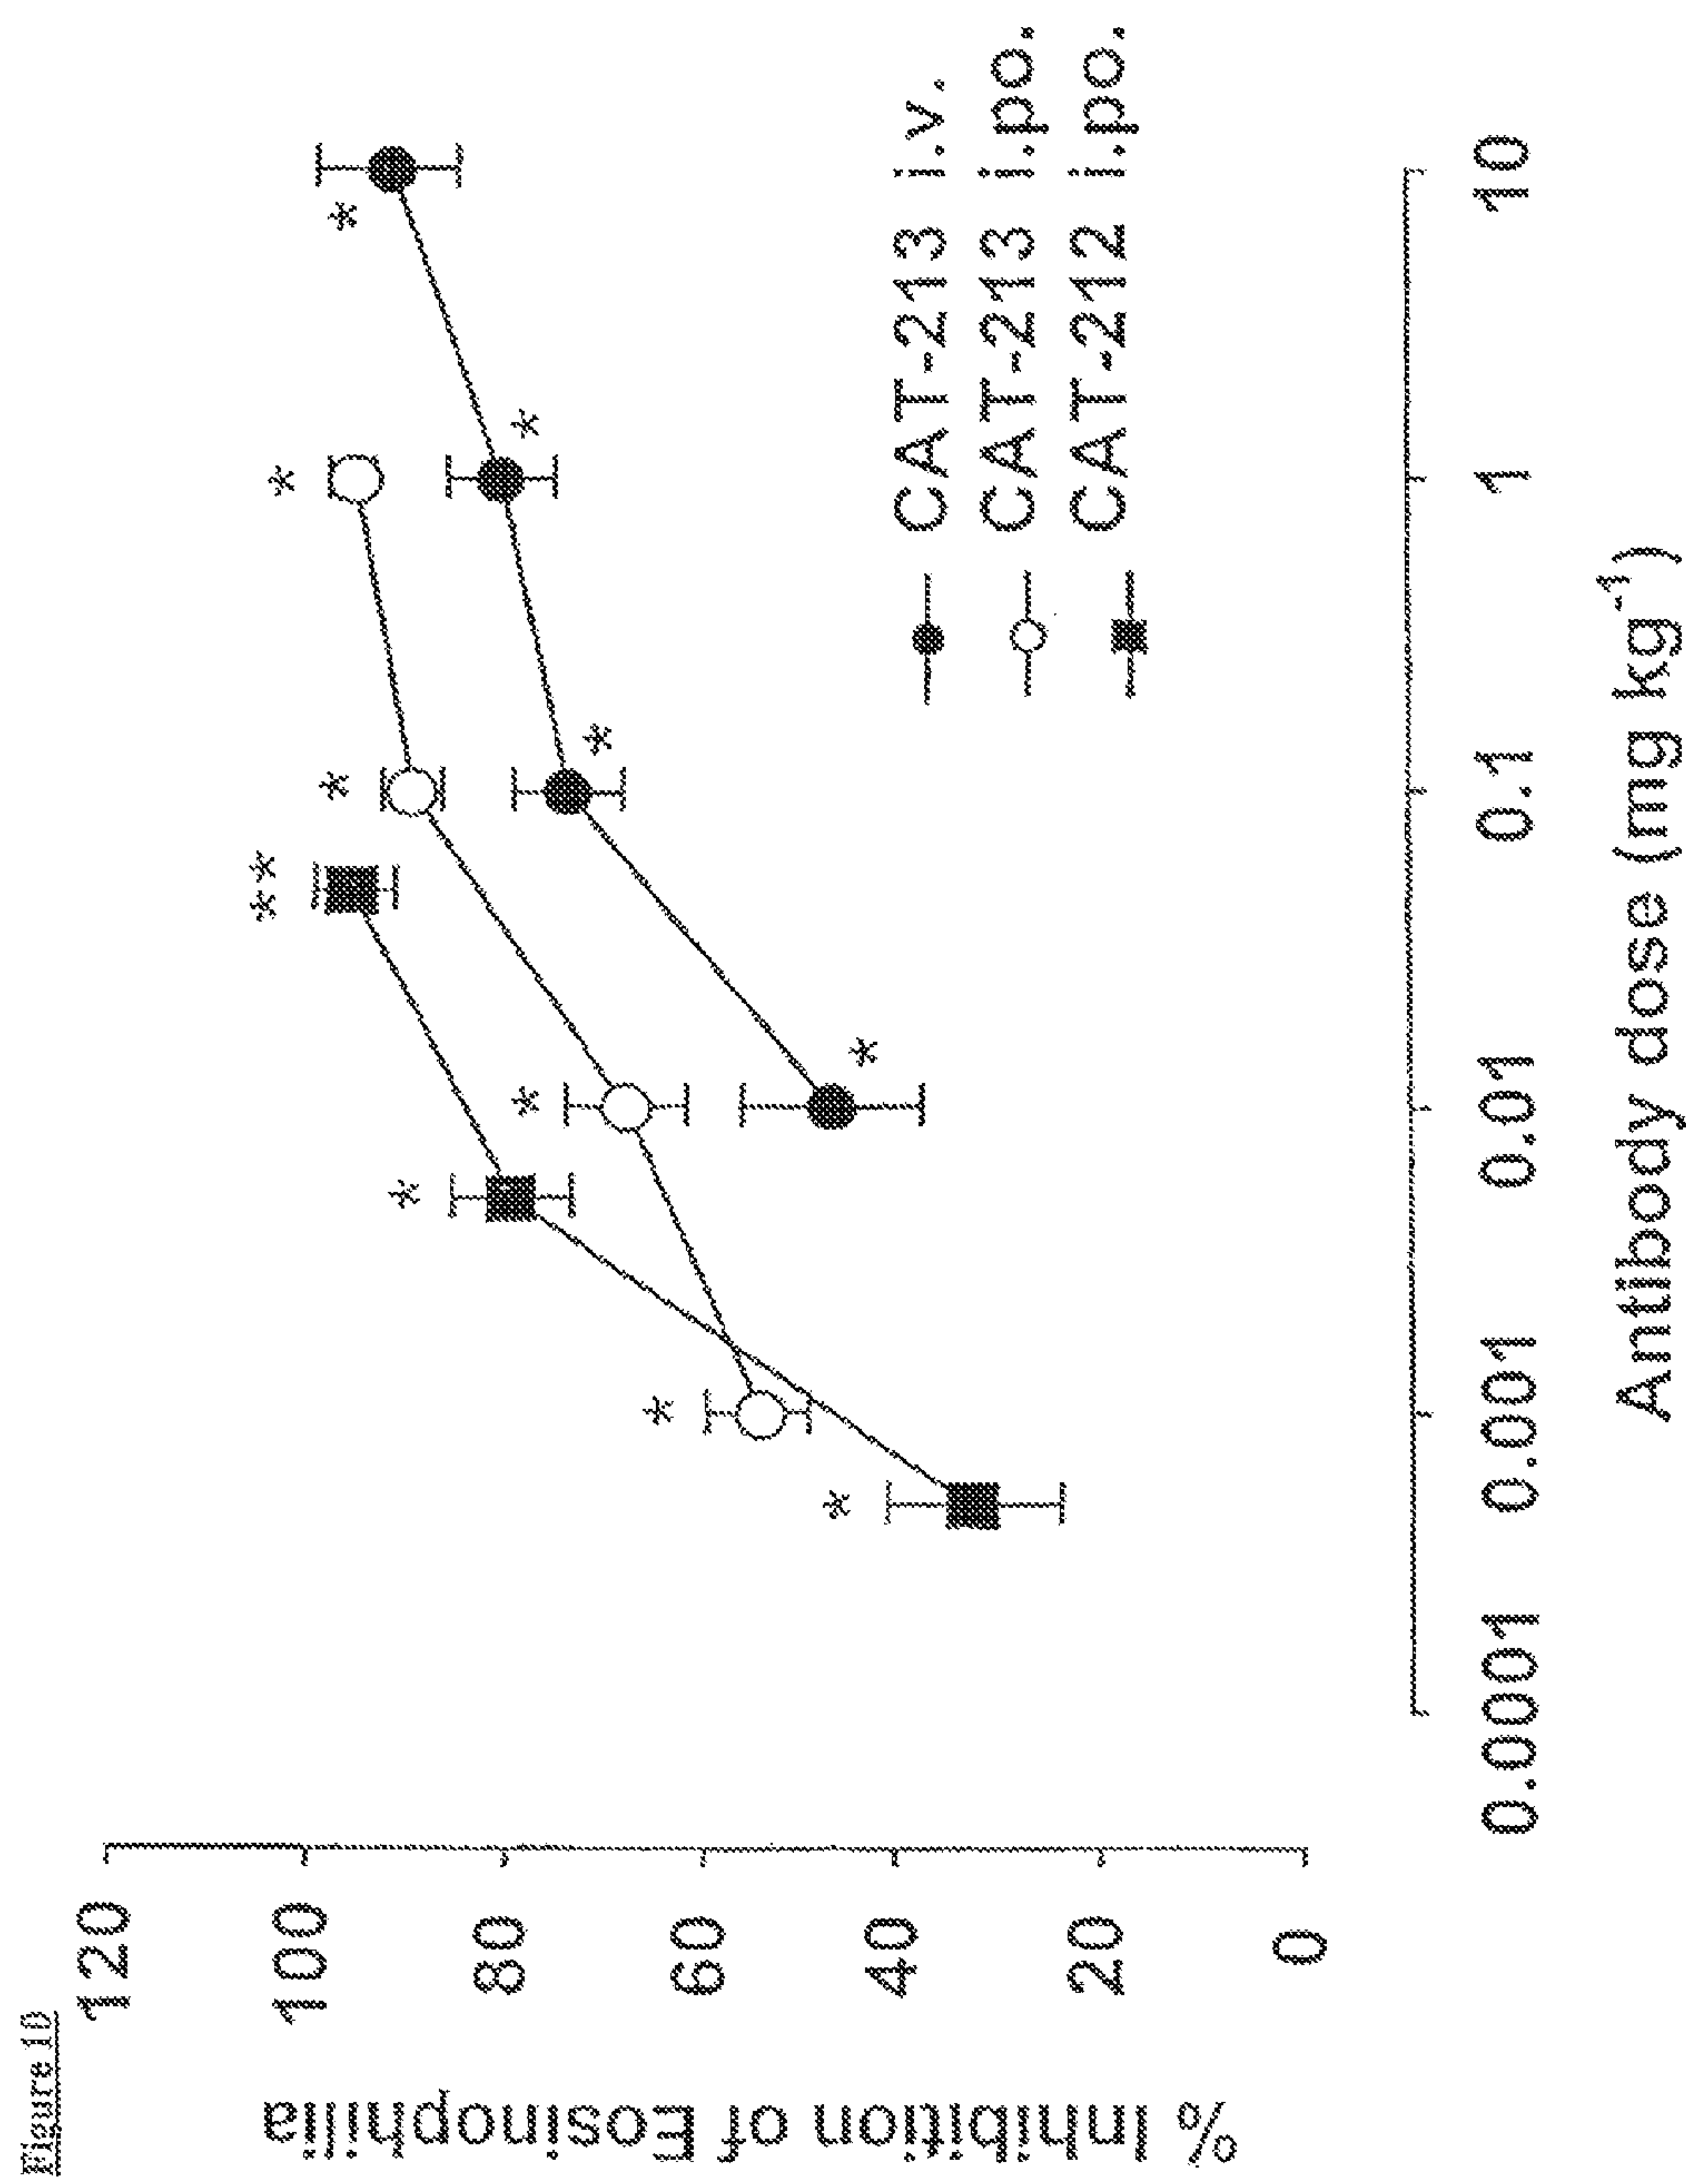 Figure 10
% Inhibition of Eosinophilia
120
100
80
60
40
20
0
**
*
*
*
*
*
*
*
*
*
*
CAT-213 i.v.
CAT-213 i.po.
CAT-212 i.po.
0.0001 0.001 0.01 0.1 1 10
Antibody dose (mg kg⁻¹)